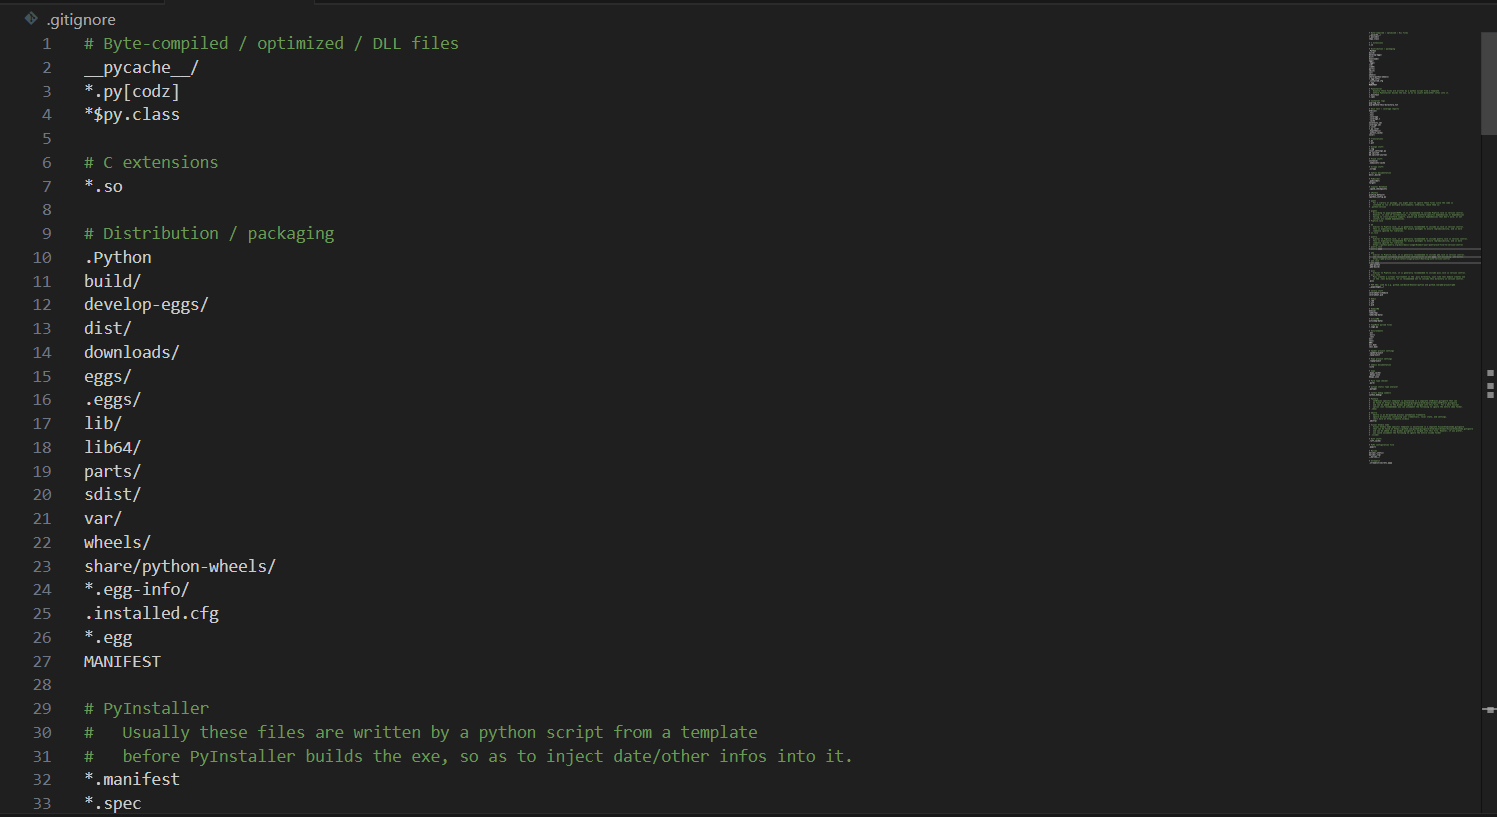 .gitignore
1 # Byte-compiled / optimized / DLL files
2 __pycache__/
3 *.py[codz]
4 *$py.class
5
6 # C extensions
7 *.so
8
9 # Distribution / packaging
10 .Python
11 build/
12 develop-eggs/
13 dist/
14 downloads/
15 eggs/
16 .eggs/
17 lib/
18 lib64/
19 parts/
20 sdist/
21 var/
22 wheels/
23 share/python-wheels/
24 *.egg-info/
25 .installed.cfg
26 *.egg
27 MANIFEST
28
29 # PyInstaller
30 #   Usually these files are written by a python script from a template
31 #   before PyInstaller builds the exe, so as to inject date/other infos into it.
32 *.manifest
33 *.spec